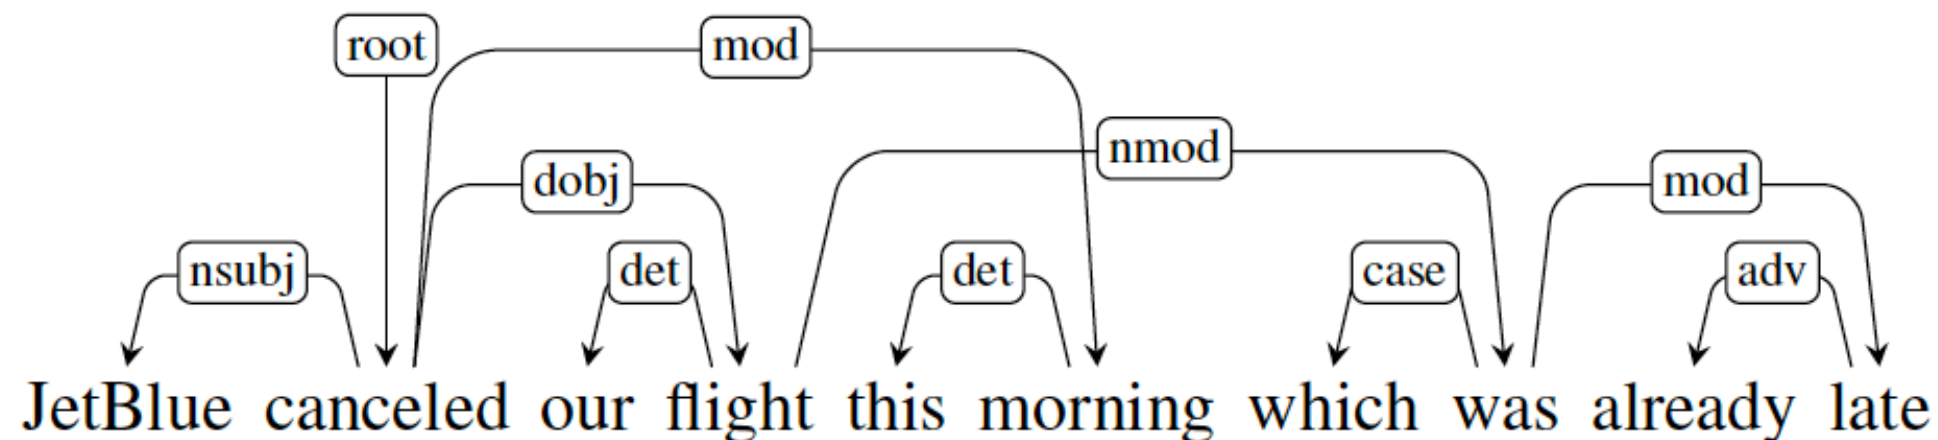 root mod
nmod
dobj mod
nsubj det det case adv
JetBlue canceled our flight this morning which was already late